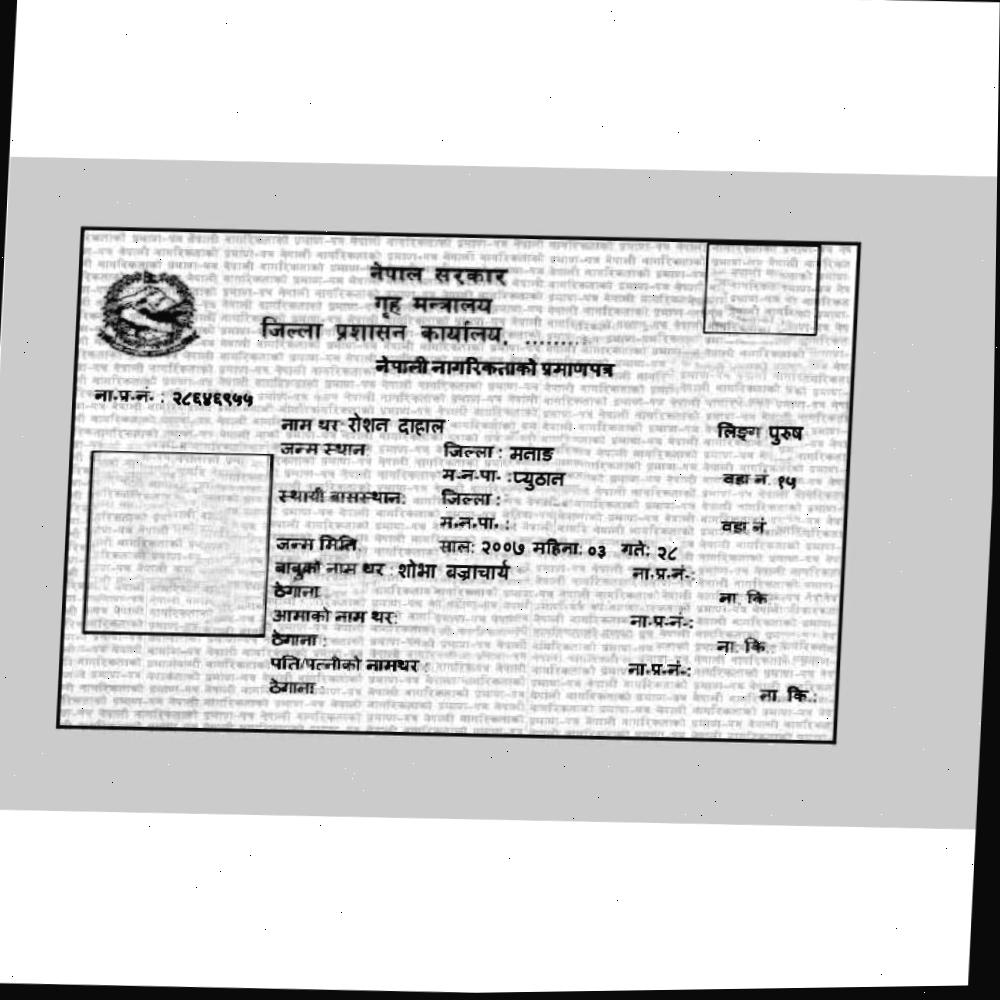 नेपाल सरकार
गृह मन्त्रालय
जिल्ला प्रशासन कार्यालय, .........
नेपाली नागरिकताको प्रमाणपत्र
ना.प्र.नं. : २८६४६९५५
नाम थर रोशन दाहाल लिङ्ग पुरुष
जन्म स्थान: जिल्ला : मनाङ
म.न.पा. :प्युठान वडा नं. १५
स्थायी बासस्थान: जिल्ला :
म.न.पा. : वडा नं
जन्म मिति साल: २००७ महिना: ०३ गते: २८
बाबुको नाम थर : शोभा बज्राचार्य ना.प्र.नं.:
ठेगाना : ना. कि.
आमाको नाम थर: ना.प्र.नं.:
ठेगाना : ना. कि.:
पति/पत्नीको नामथर : ना.प्र.नं.:
ठेगाना : ना. कि.: